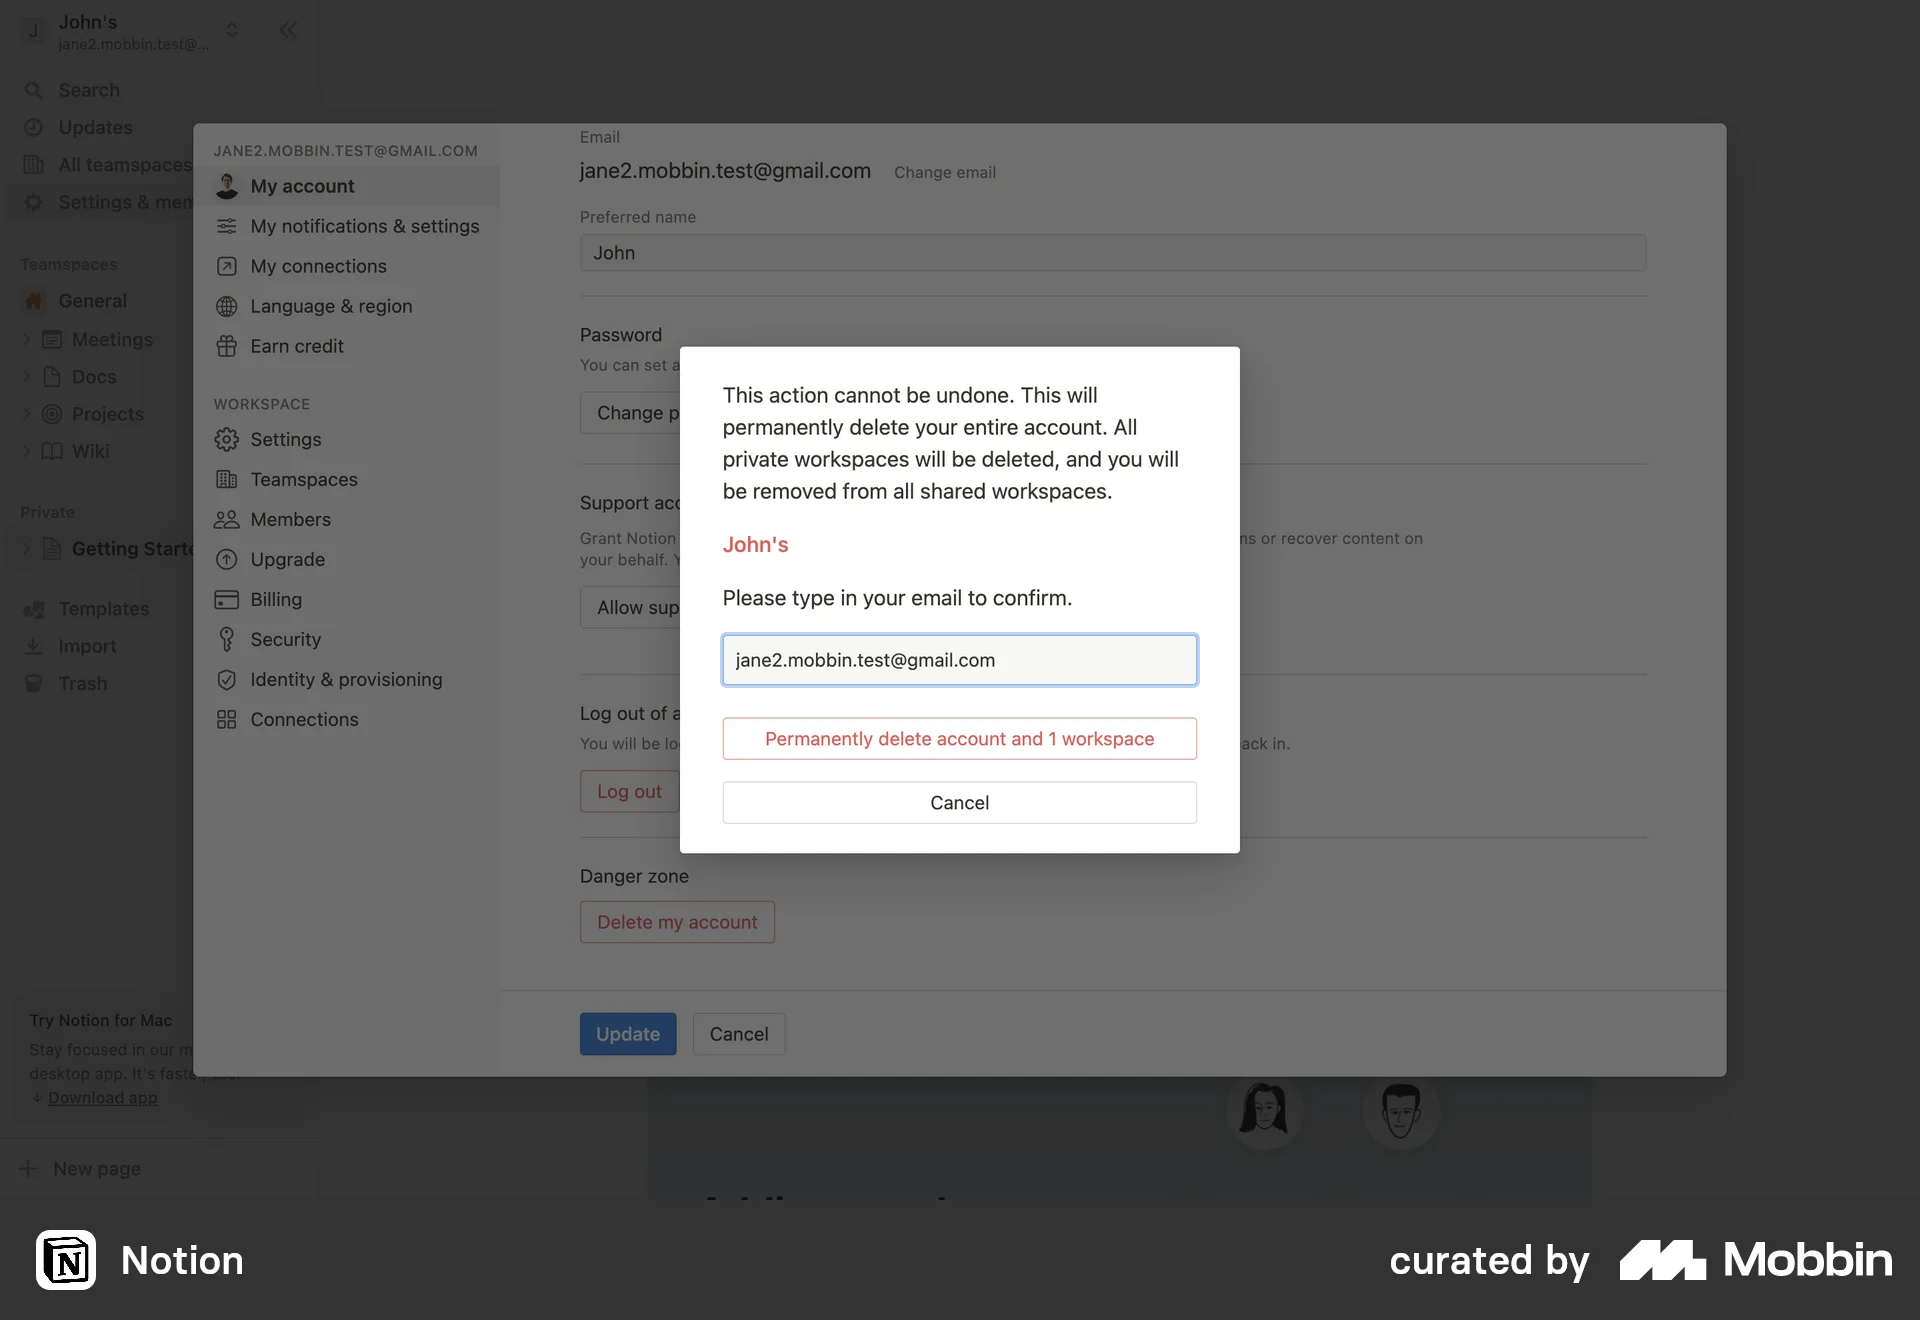 J
John's
jane2.mobbin.test@...
Search
Updates
All teamspaces
Settings & mem
Teamspaces
General
Meetings
Docs
Projects
Wiki
Private
Getting Starte
Templates
Import
Trash
Try Notion for Mac
Stay focused in our m
desktop app. It's faste
Download app
New page
JANE2.MOBBIN.TEST@GMAIL.COM
My account
My notifications & settings
My connections
Language & region
Earn credit
WORKSPACE
Settings
Teamspaces
Members
Upgrade
Billing
Security
Identity & provisioning
Connections
Email
jane2.mobbin.test@gmail.com Change email
Preferred name
John
Password
You can set a
Change p
Support acc
Grant Notion ns or recover content on
your behalf. Y
Allow sup
Log out of a
You will be lo ack in.
Log out
Danger zone
Delete my account
Update Cancel
This action cannot be undone. This will
permanently delete your entire account. All
private workspaces will be deleted, and you will
be removed from all shared workspaces.
John's
Please type in your email to confirm.
jane2.mobbin.test@gmail.com
Permanently delete account and 1 workspace
Cancel
Notion
curated by Mobbin